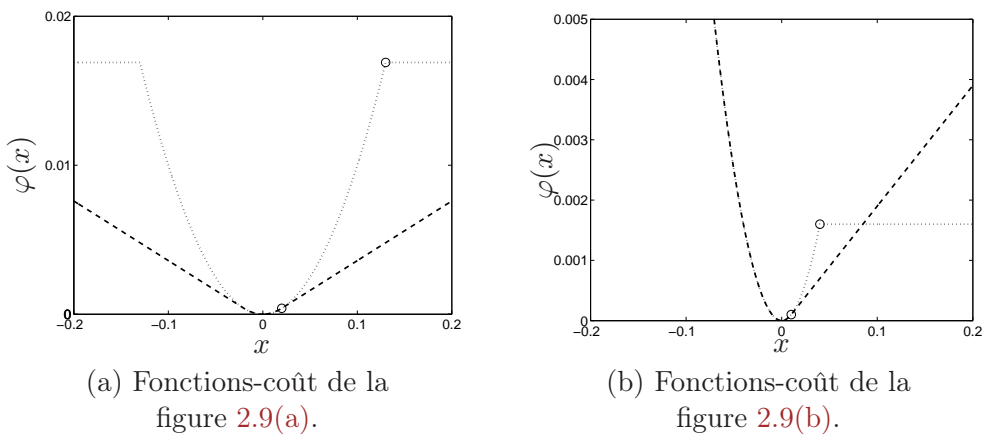 0.02
0.01
0
−0.2
−0.1
0
0.1
0.2
φ(x)
x
(a) Fonctions-coût de la
figure 2.9(a).
0.005
0.004
0.003
0.002
0.001
0
−0.2
−0.1
0
0.1
0.2
φ(x)
x
(b) Fonctions-coût de la
figure 2.9(b).